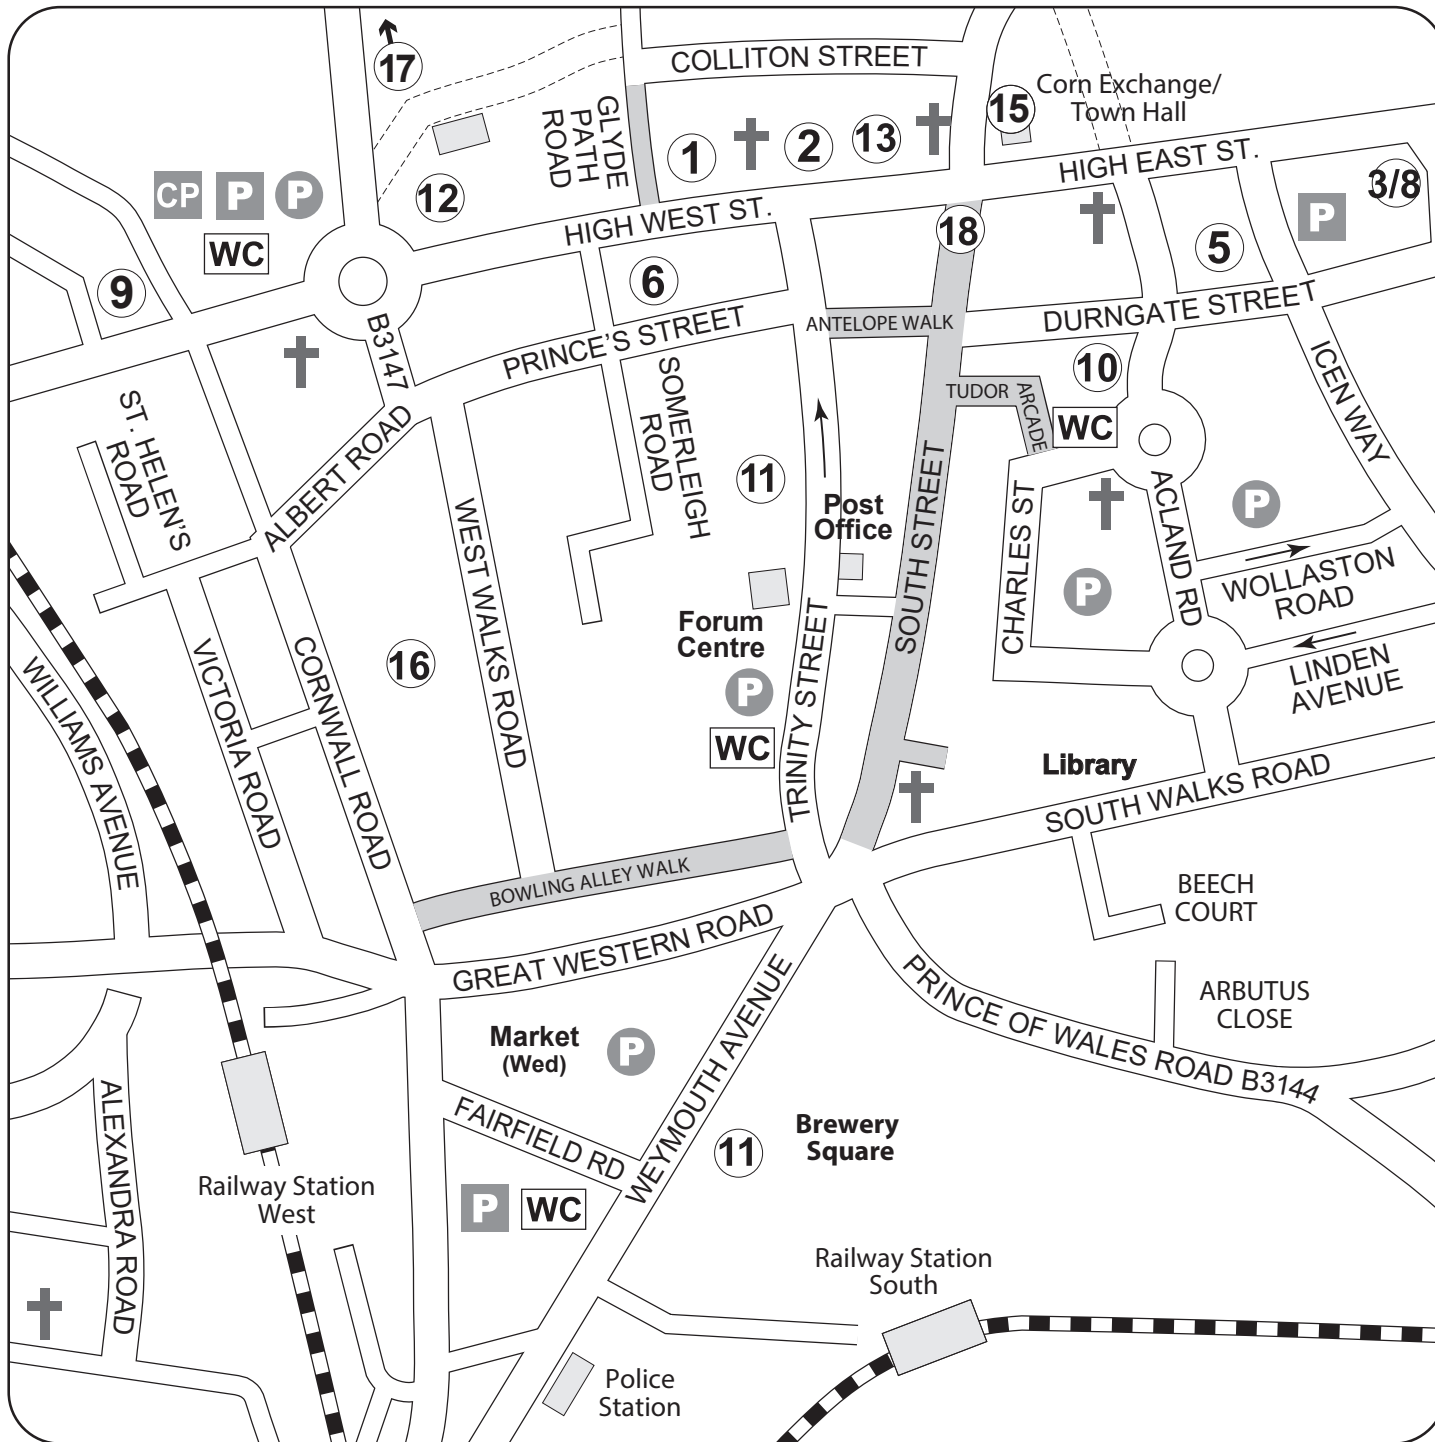 17
COLLITON STREET
15
Corn Exchange/
Town Hall
GLYDE
PATH
ROAD
1
2
13
HIGH EAST ST.
3/8
CP
P
P
12
WC
HIGH WEST ST.
18
P
5
9
6
B3147
PRINCE'S STREET
ANTELOPE WALK
DURNGATE STREET
ICEN WAY
10
TUDOR
ARCADE
WC
ST. HELEN'S
ROAD
ALBERT ROAD
SOMERLEIGH
ROAD
11
Post
Office
SOUTH STREET
CHARLES ST
P
P
ACLAND RD
WOLLASTON
ROAD
WEST WALKS ROAD
Forum
Centre
P
WC
TRINITY STREET
LINDEN
AVENUE
WILLIAMS AVENUE
VICTORIA ROAD
CORNWALL ROAD
16
Library
SOUTH WALKS ROAD
BOWLING ALLEY WALK
BEECH
COURT
GREAT WESTERN ROAD
ARBUTUS
CLOSE
PRINCE OF WALES ROAD B3144
Market
(Wed)
P
WEYMOUTH AVENUE
FAIRFIELD RD
11
Brewery
Square
ALEXANDRA ROAD
Railway Station
West
P
WC
Railway Station
South
Police
Station